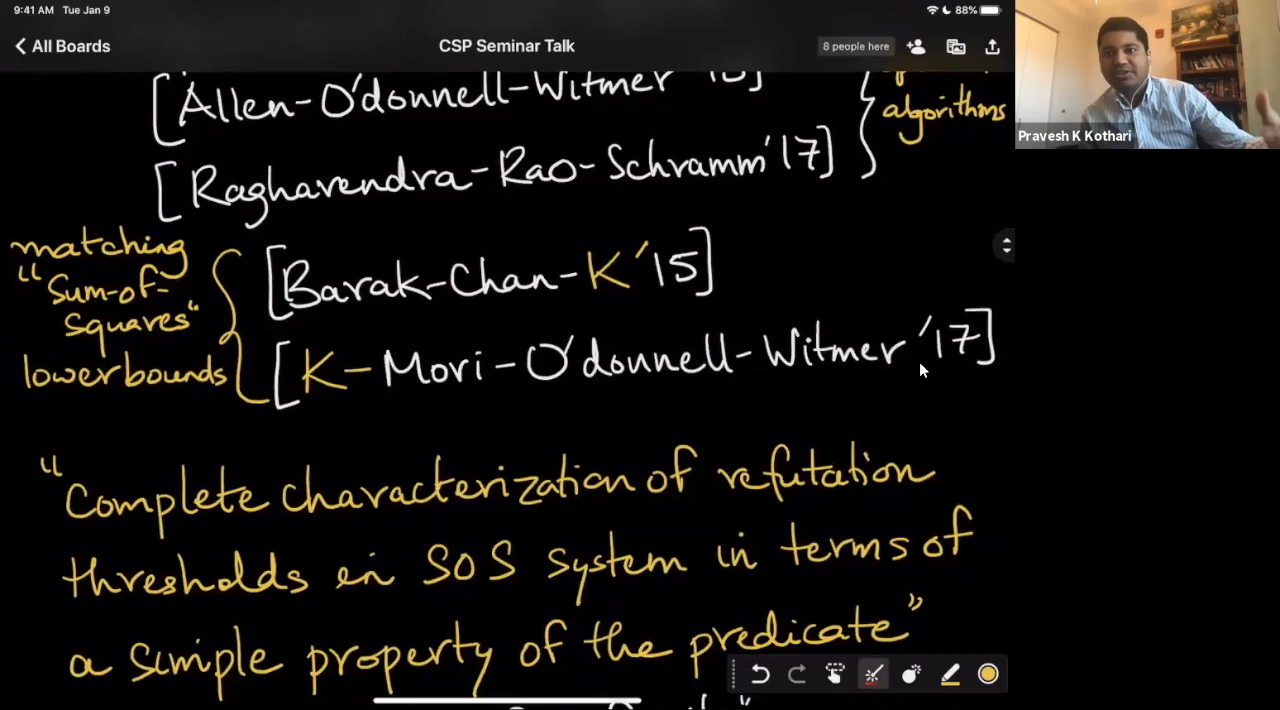 9:41 AM Tue Jan 9
88%
All Boards
CSP Seminar Talk
8 people here
[Allen-O'donnell-Witmer
algorithms
Pravesh K Kothari
[Raghavendra-Rao-Schramm'17]
matching
"Sum-of-
squares"
lowerbounds
[Barak-Chan-K'15]
[K-Mori-O'donnell-Witmer'17]
"Complete characterization of refutation
thresholds in SOS system in terms of
a simple property of the predicate"